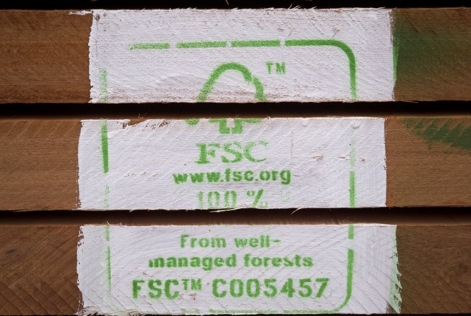 ™
FSC
www.fsc.org
100 %
From well-
managed forests
FSC™ C005457